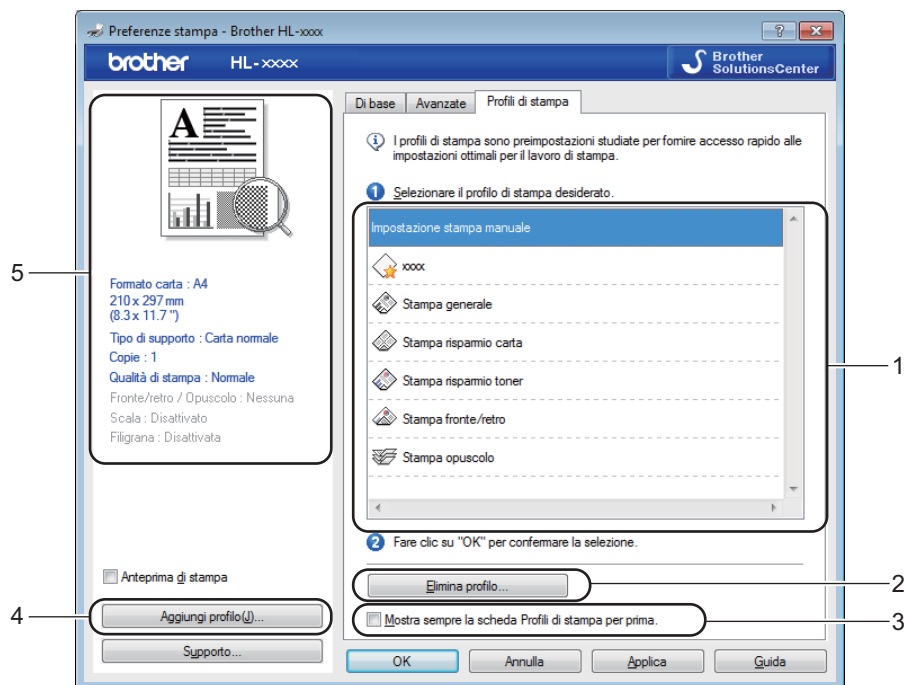 Preferenze stampa - Brother HL-xxxx
brother HL-xxxx
Brother
SolutionsCenter
A
Formato carta : A4
210 x 297 mm
(8.3 x 11.7 ")
Tipo di supporto : Carta normale
Copie : 1
Qualità di stampa : Normale
Fronte/retro / Opuscolo : Nessuna
Scala : Disattivato
Filigrana : Disattivata
Anteprima di stampa
Aggiungi profilo(J)...
Supporto...
Di base Avanzate Profili di stampa
I profili di stampa sono preimpostazioni studiate per fornire accesso rapido alle
impostazioni ottimali per il lavoro di stampa.
1 Selezionare il profilo di stampa desiderato.
Impostazione stampa manuale
xxxx
Stampa generale
Stampa risparmio carta
Stampa risparmio toner
Stampa fronte/retro
Stampa opuscolo
2 Fare clic su "OK" per confermare la selezione.
Elimina profilo...
Mostra sempre la scheda Profili di stampa per prima.
OK Annulla Applica Guida
5
4
1
2
3